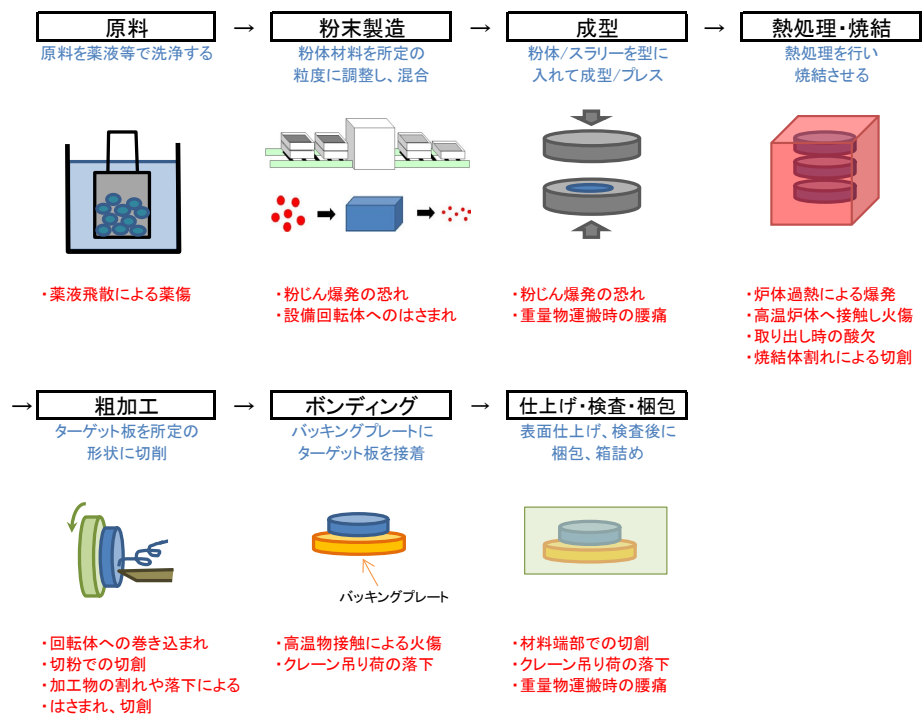 原料
→
粉末製造
→
成型
→
熱処理・焼結
原料を薬液等で洗浄する
粉体材料を所定の
粒度に調整し、混合
粉体/スラリーを型に
入れて成型/プレス
熱処理を行い
焼結させる
・薬液飛散による薬傷
・粉じん爆発の恐れ
・設備回転体へのはさまれ
・粉じん爆発の恐れ
・重量物運搬時の腰痛
・炉体過熱による爆発
・高温炉体へ接触し火傷
・取り出し時の酸欠
・焼結体割れによる切創
→
粗加工
→
ボンディング
→
仕上げ・検査・梱包
ターゲット板を所定の
形状に切削
バッキングプレートに
ターゲット板を接着
表面仕上げ、検査後に
梱包、箱詰め
バッキングプレート
・回転体への巻き込まれ
・切粉での切創
・加工物の割れや落下による
・はさまれ、切創
・高温物接触による火傷
・クレーン吊り荷の落下
・材料端部での切創
・クレーン吊り荷の落下
・重量物運搬時の腰痛